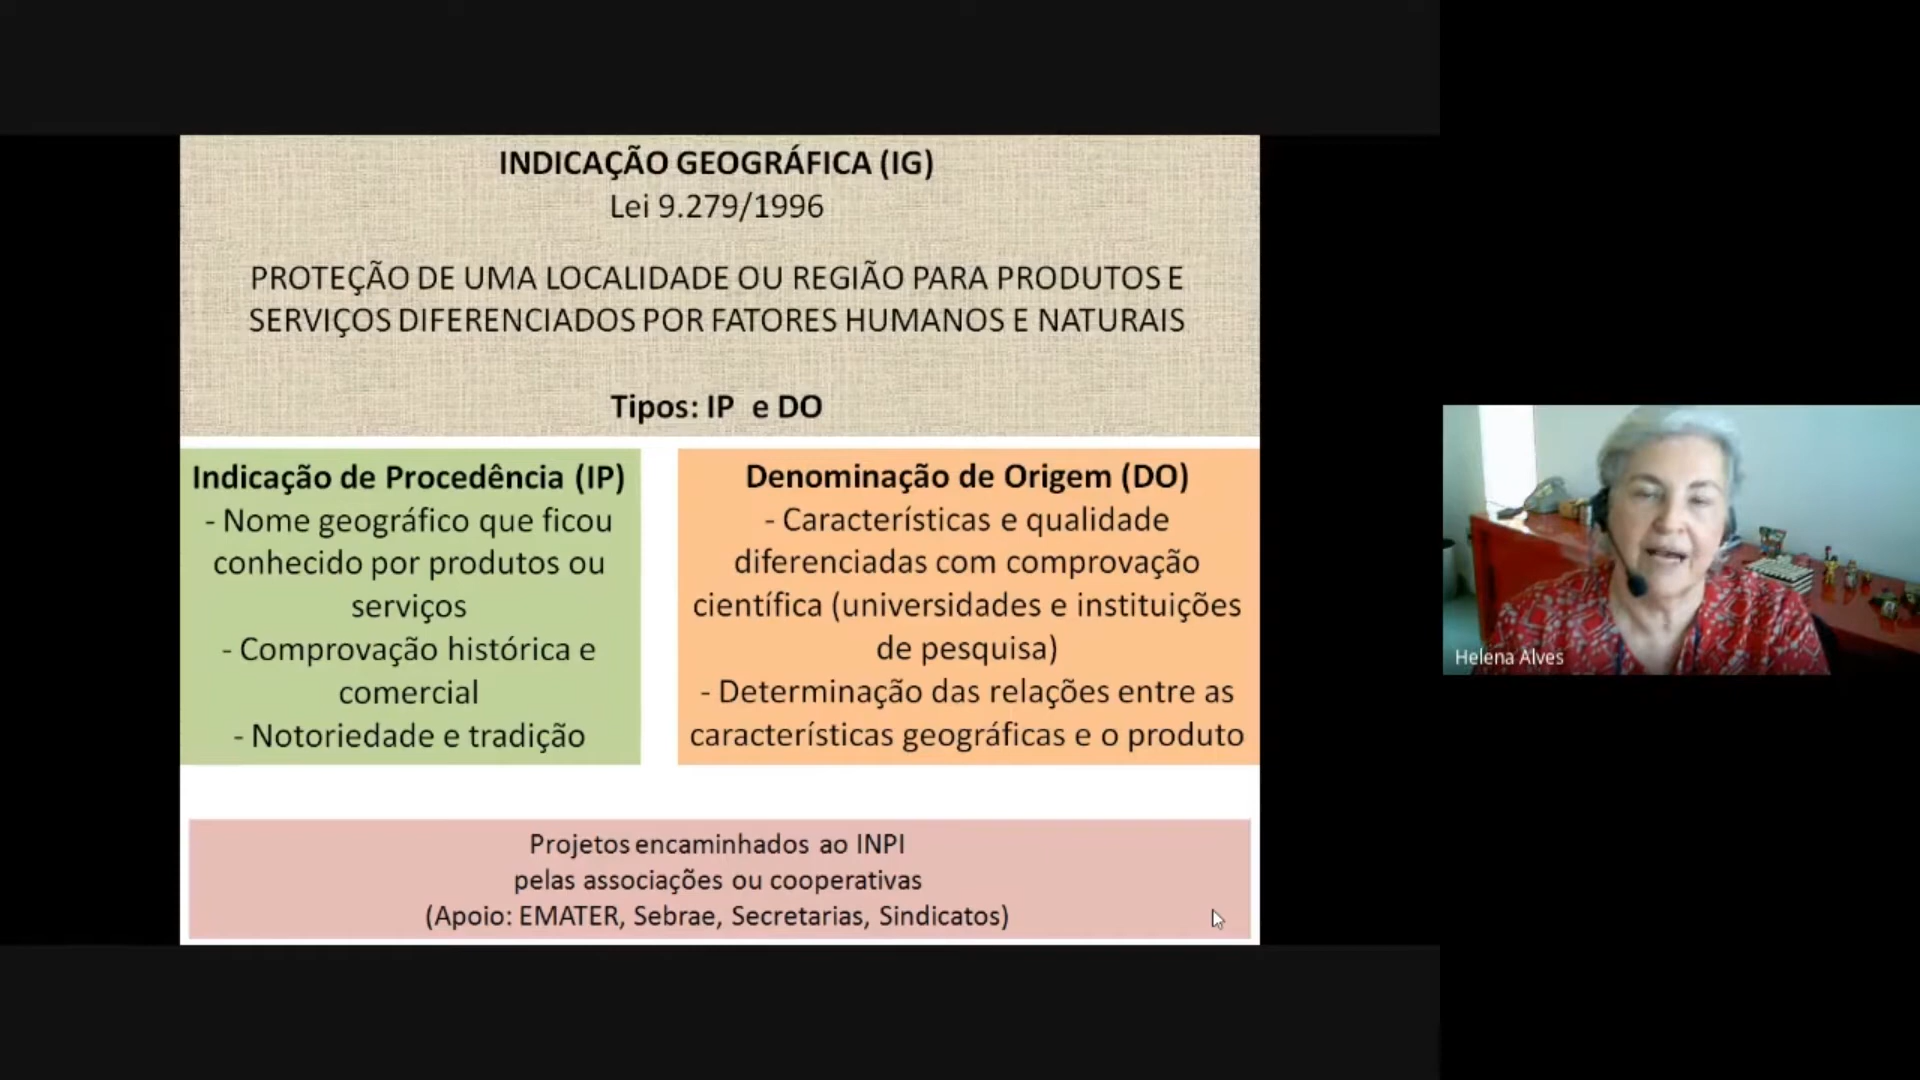 INDICAÇÃO GEOGRÁFICA (IG)
Lei 9.279/1996
PROTEÇÃO DE UMA LOCALIDADE OU REGIÃO PARA PRODUTOS E
SERVIÇOS DIFERENCIADOS POR FATORES HUMANOS E NATURAIS
Tipos: IP e DO
Indicação de Procedência (IP)
- Nome geográfico que ficou
conhecido por produtos ou
serviços
- Comprovação histórica e
comercial
- Notoriedade e tradição
Denominação de Origem (DO)
- Características e qualidade
diferenciadas com comprovação
científica (universidades e instituições
de pesquisa)
- Determinação das relações entre as
características geográficas e o produto
Projetos encaminhados ao INPI
pelas associações ou cooperativas
(Apoio: EMATER, Sebrae, Secretarias, Sindicatos)
Helena Alves